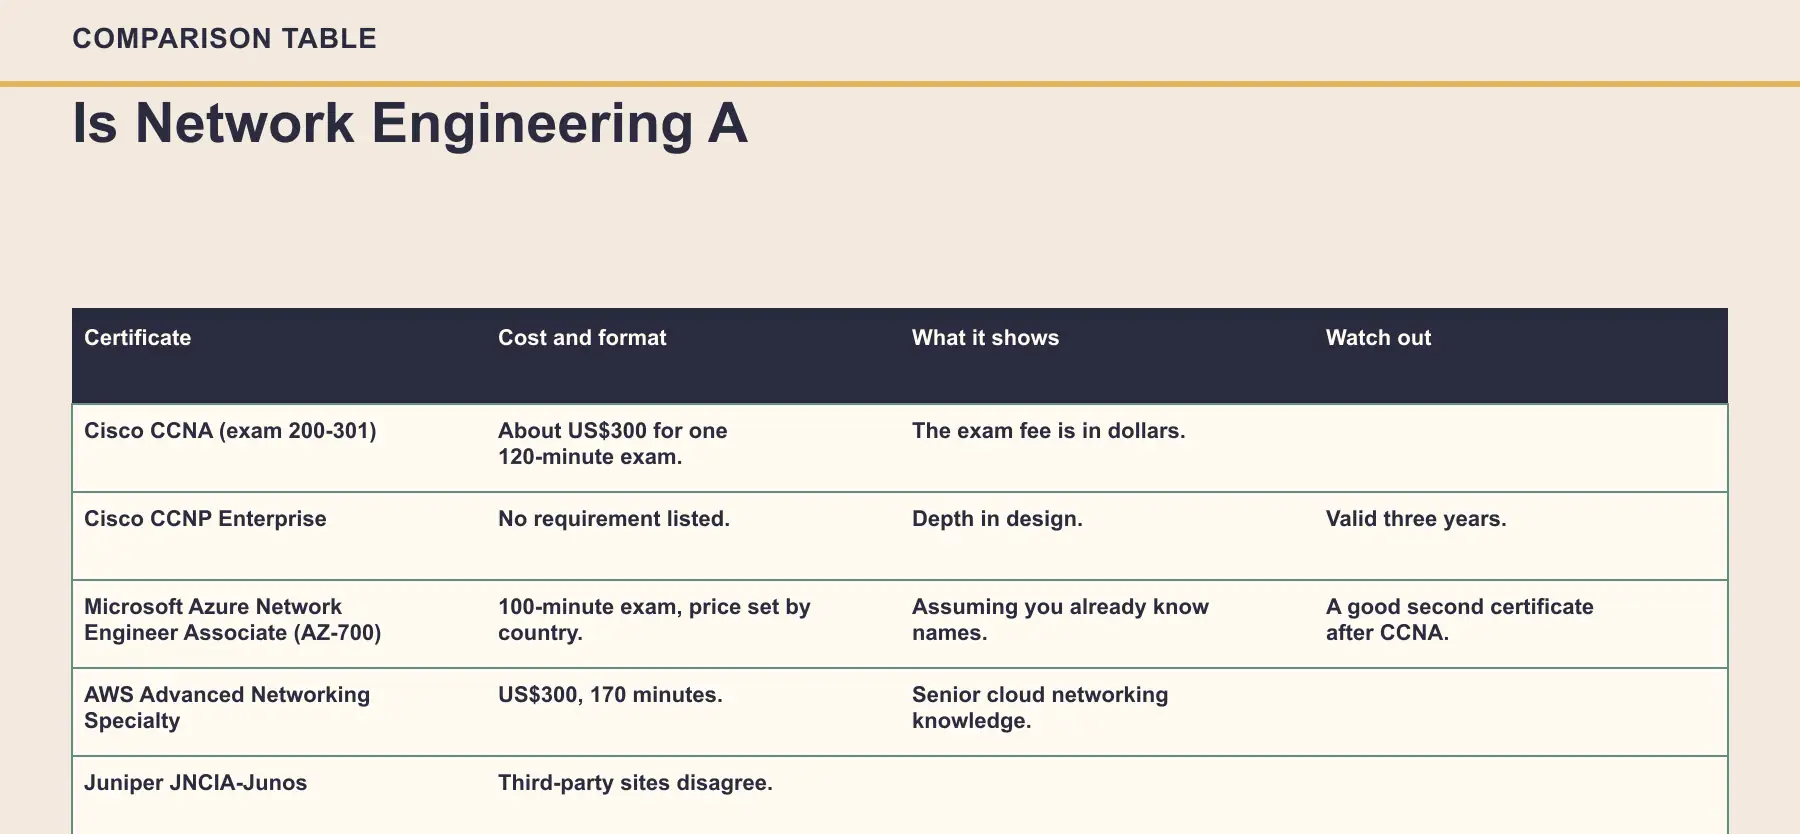 COMPARISON TABLE
Is Network Engineering A
Certificate Cost and format What it shows Watch out
Cisco CCNA (exam 200-301) About US$300 for one The exam fee is in dollars.
120-minute exam.
Cisco CCNP Enterprise No requirement listed. Depth in design. Valid three years.
Microsoft Azure Network 100-minute exam, price set by Assuming you already know A good second certificate
Engineer Associate (AZ-700) country. names. after CCNA.
AWS Advanced Networking US$300, 170 minutes. Senior cloud networking
Specialty knowledge.
Juniper JNCIA-Junos Third-party sites disagree.